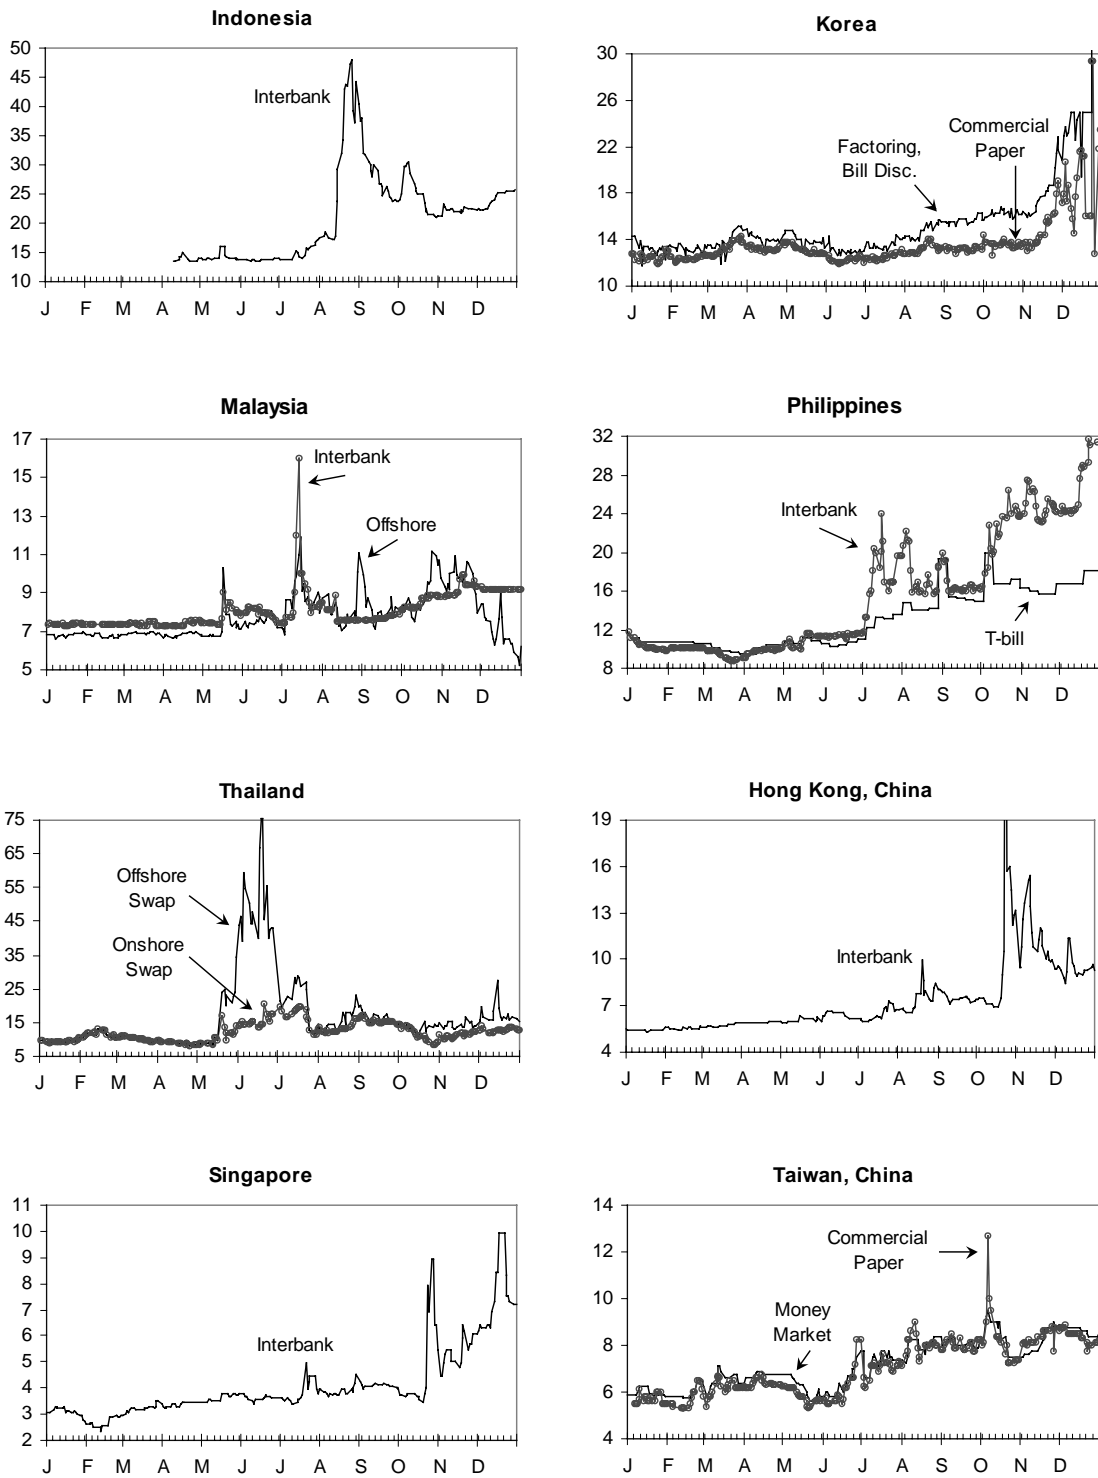 Indonesia
50
45
40
35
30
25
20
15
10
Interbank
J F M A M J J A S O N D
Korea
30
26
22
18
14
10
Factoring,
Bill Disc.
Commercial
Paper
J F M A M J J A S O N D
Malaysia
17
15
13
11
9
7
5
Interbank
Offshore
J F M A M J J A S O N D
Philippines
32
28
24
20
16
12
8
Interbank
T-bill
J F M A M J J A S O N D
Thailand
75
65
55
45
35
25
15
5
Offshore
Swap
Onshore
Swap
J F M A M J J A S O N D
Hong Kong, China
19
16
13
10
7
4
Interbank
J F M A M J J A S O N D
Singapore
11
10
9
8
7
6
5
4
3
2
Interbank
J F M A M J J A S O N D
Taiwan, China
14
12
10
8
6
4
Commercial
Paper
Money
Market
J F M A M J J A S O N D